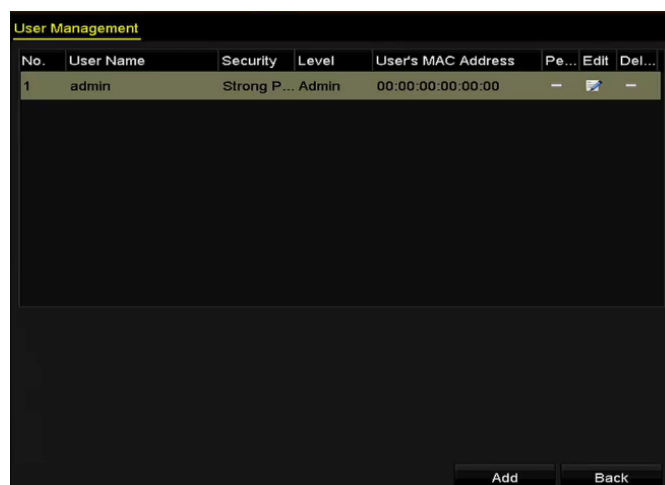 User Management
No. User Name Security Level User's MAC Address Pe... Edit Del...
1 admin Strong P... Admin 00:00:00:00:00:00 – –
Add Back